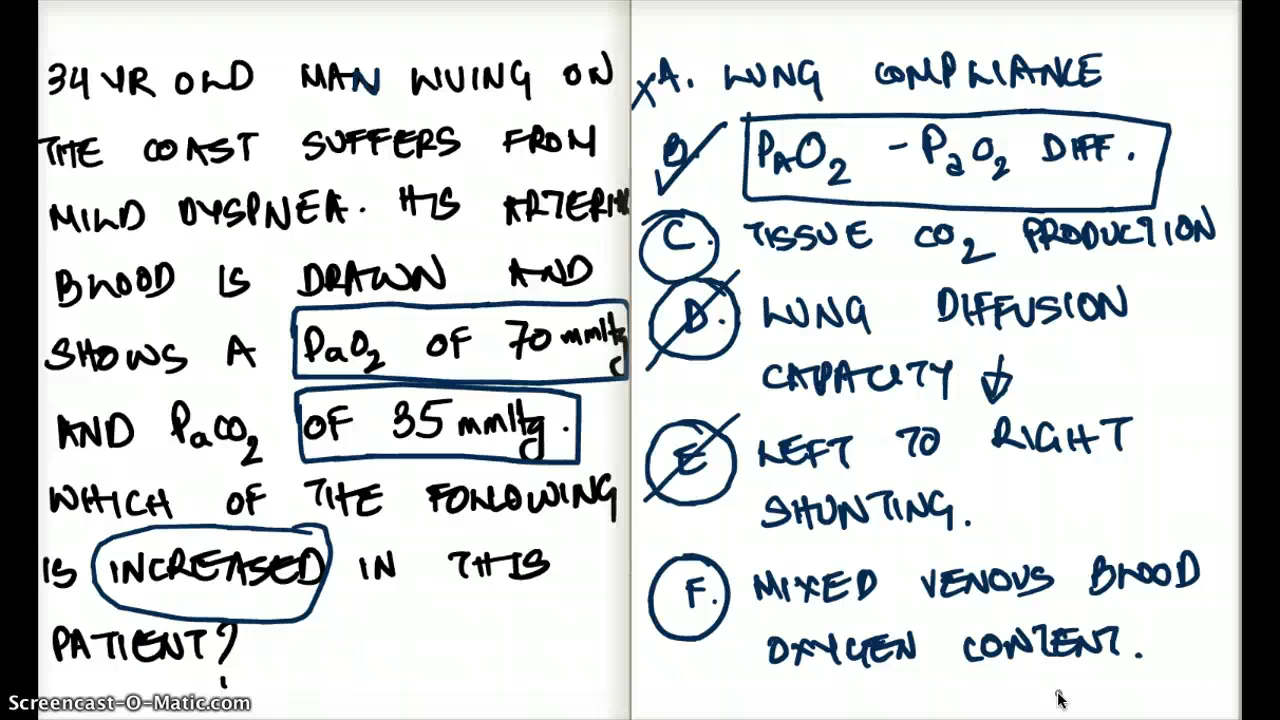 34 YR OLD MAN LIVING ON
THE COAST SUFFERS FROM
MILD DYSPNEA. HIS ARTERIAL
BLOOD IS DRAWN AND
SHOWS A PaO2 OF 70 mmHg
AND PaCO2 OF 35 mmHg.
WHICH OF THE FOLLOWING
IS INCREASED IN THIS
PATIENT?
A. LUNG COMPLIANCE
B. PAO2 - PaO2 DIFF.
C. TISSUE CO2 PRODUCTION
D. LUNG DIFFUSION
CAPACITY ↓
E. LEFT TO RIGHT
SHUNTING.
F. MIXED VENOUS BLOOD
OXYGEN CONTENT.
Screencast-O-Matic.com